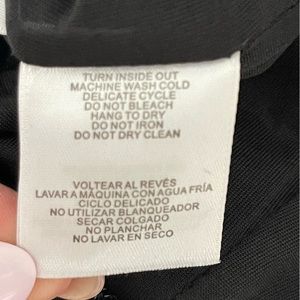 TURN INSIDE OUT
MACHINE WASH COLD
DELICATE CYCLE
DO NOT BLEACH
HANG TO DRY
DO NOT IRON
DO NOT DRY CLEAN
VOLTEAR AL REVÉS
LAVAR A MÁQUINA CON AGUA FRÍA
CICLO DELICADO
NO UTILIZAR BLANQUEADOR
SECAR COLGADO
NO PLANCHAR
NO LAVAR EN SECO